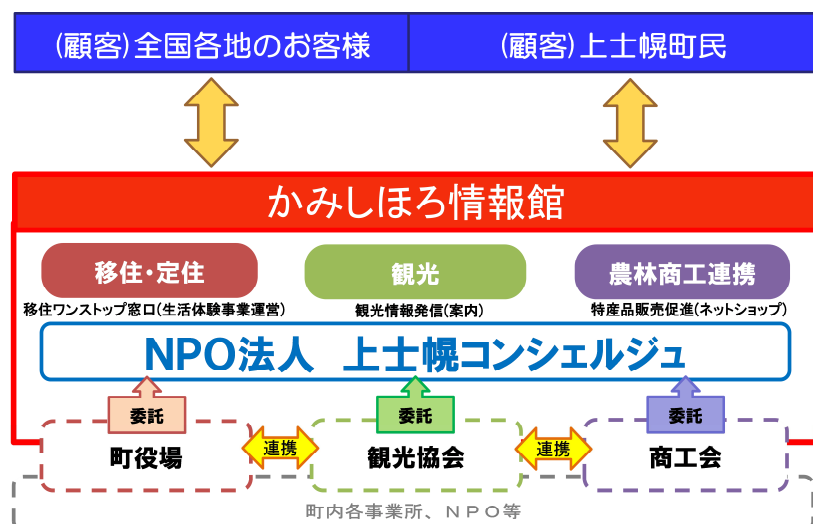 (顧客)全国各地のお客様
(顧客)上士幌町民
かみしほろ情報館
移住・定住
観光
農林商工連携
移住ワンストップ窓口(生活体験事業運営)
観光情報発信(案内)
特産品販売促進(ネットショップ)
NPO法人 上士幌コンシェルジュ
委託
委託
委託
町役場
連携
観光協会
連携
商工会
町内各事業所、NPO等